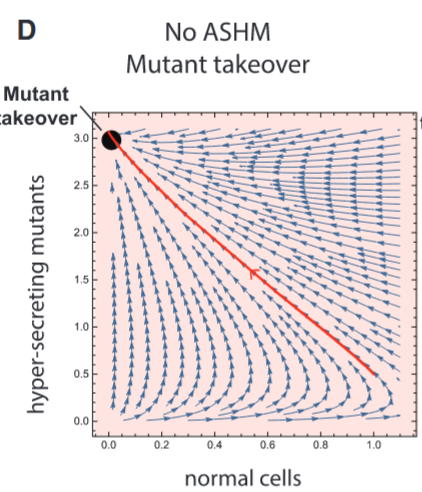 D
No ASHM
Mutant takeover
Mutant
takeover
3.0
2.5
2.0
1.5
1.0
0.5
0.0
0.0 0.2 0.4 0.6 0.8 1.0
hyper-secreting mutants
normal cells